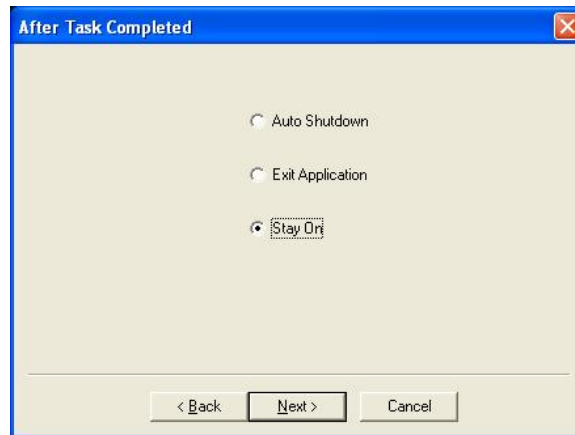 After Task Completed
Auto Shutdown
Exit Application
Stay On
< Back Next > Cancel